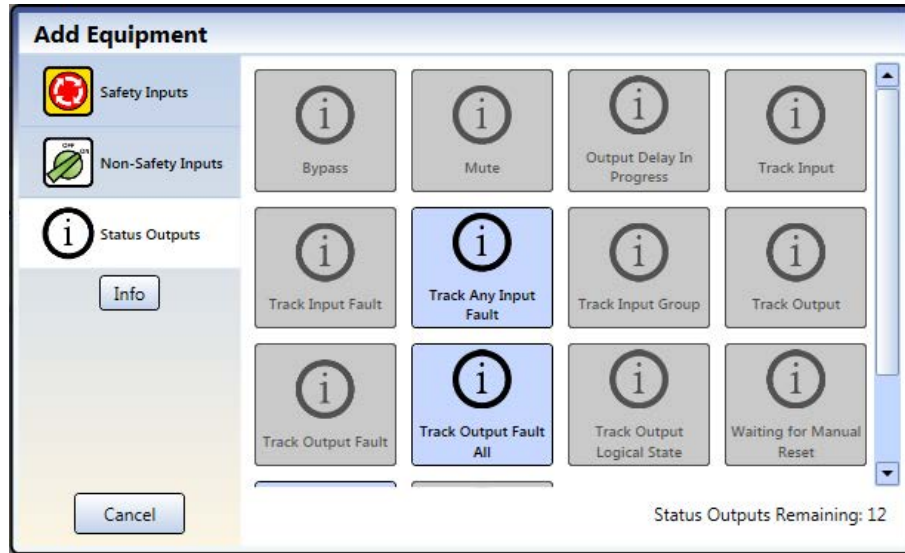 Add Equipment
Safety Inputs
OFF
ON
Non-Safety Inputs
i
Status Outputs
Info
Cancel
i
Bypass
i
Mute
i
Output Delay In
Progress
i
Track Input
i
Track Input Fault
i
Track Any Input
Fault
i
Track Input Group
i
Track Output
i
Track Output Fault
i
Track Output Fault
All
i
Track Output
Logical State
i
Waiting for Manual
Reset
Status Outputs Remaining: 12